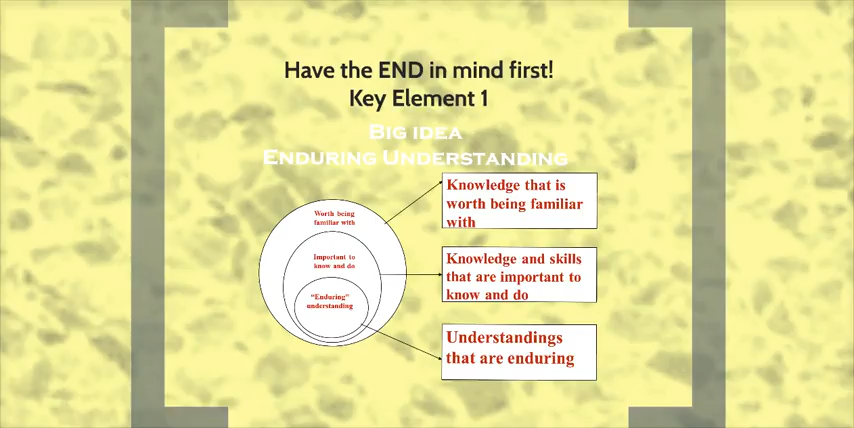 Have the END in mind first!
Key Element 1
BIG IDEA
ENDURING UNDERSTANDING
Worth being
familiar with
Important to
know and do
"Enduring"
understanding
Knowledge that is
worth being familiar
with
Knowledge and skills
that are important to
know and do
Understandings
that are enduring